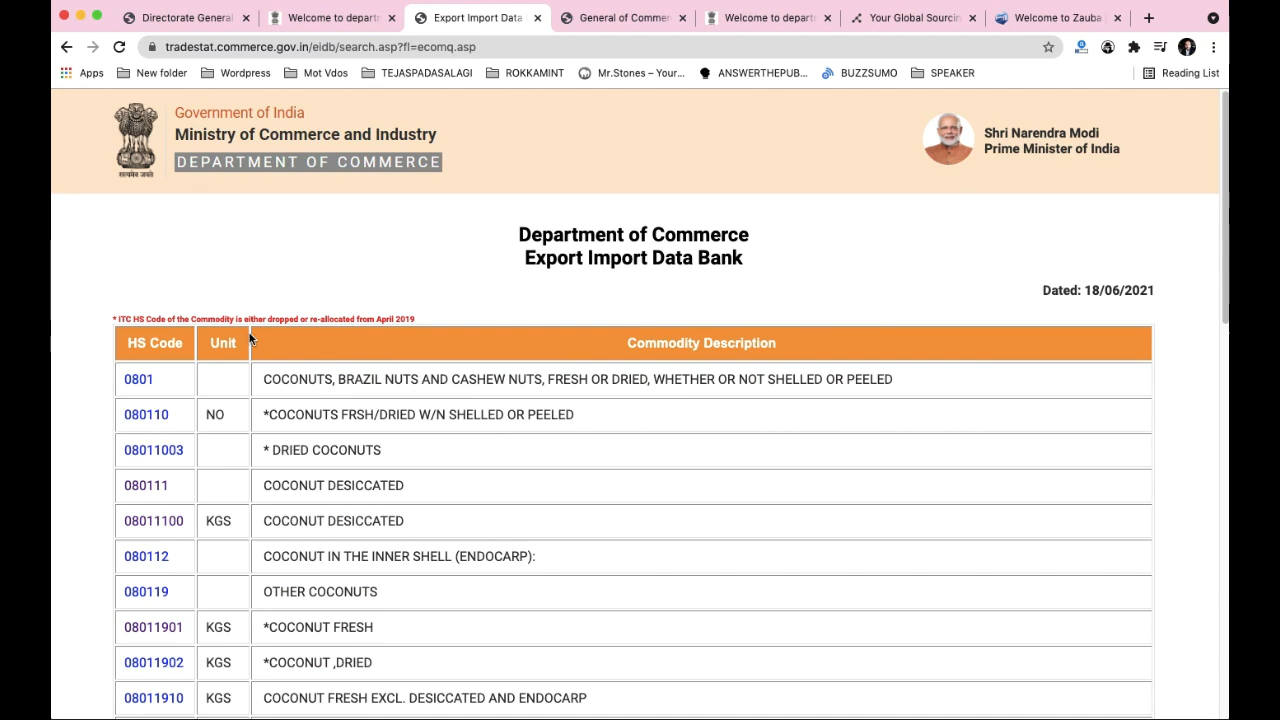 Directorate General
Welcome to departm
Export Import Data
General of Commer
Welcome to departm
Your Global Sourcin
Welcome to Zauba
tradestat.commerce.gov.in/eidb/search.asp?fl=ecomq.asp
Apps New folder Wordpress Mot Vdos TEJASPADASALAGI ROKKAMINT Mr.Stones – Your... ANSWERTHEPUB... BUZZSUMO SPEAKER Reading List
Government of India
Ministry of Commerce and Industry
DEPARTMENT OF COMMERCE
सत्यमेव जयते
Shri Narendra Modi
Prime Minister of India
Department of Commerce
Export Import Data Bank
Dated: 18/06/2021
* ITC HS Code of the Commodity is either dropped or re-allocated from April 2019
HS Code Unit Commodity Description
0801 COCONUTS, BRAZIL NUTS AND CASHEW NUTS, FRESH OR DRIED, WHETHER OR NOT SHELLED OR PEELED
080110 NO *COCONUTS FRSH/DRIED W/N SHELLED OR PEELED
08011003 * DRIED COCONUTS
080111 COCONUT DESICCATED
08011100 KGS COCONUT DESICCATED
080112 COCONUT IN THE INNER SHELL (ENDOCARP):
080119 OTHER COCONUTS
08011901 KGS *COCONUT FRESH
08011902 KGS *COCONUT ,DRIED
08011910 KGS COCONUT FRESH EXCL. DESICCATED AND ENDOCARP